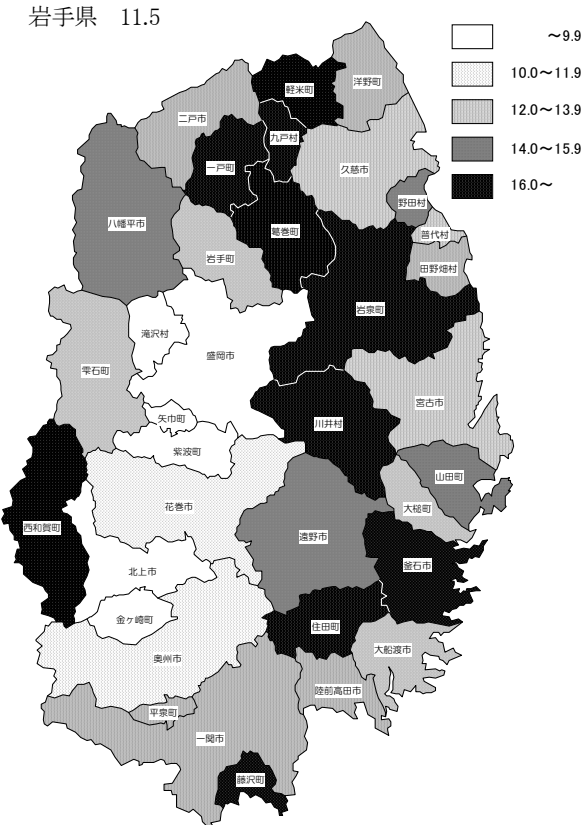 岩手県 11.5
～9.9
10.0～11.9
12.0～13.9
14.0～15.9
16.0～
軽米町
洋野町
二戸市
九戸村
一戸町
久慈市
野田村
八幡平市
葛巻町
普代村
岩手町
田野畑村
岩泉町
滝沢村
盛岡市
雫石町
宮古市
矢巾町
川井村
紫波町
山田町
花巻市
大槌町
西和賀町
遠野市
釜石市
北上市
金ヶ崎町
住田町
大船渡市
奥州市
陸前高田市
平泉町
一関市
藤沢町